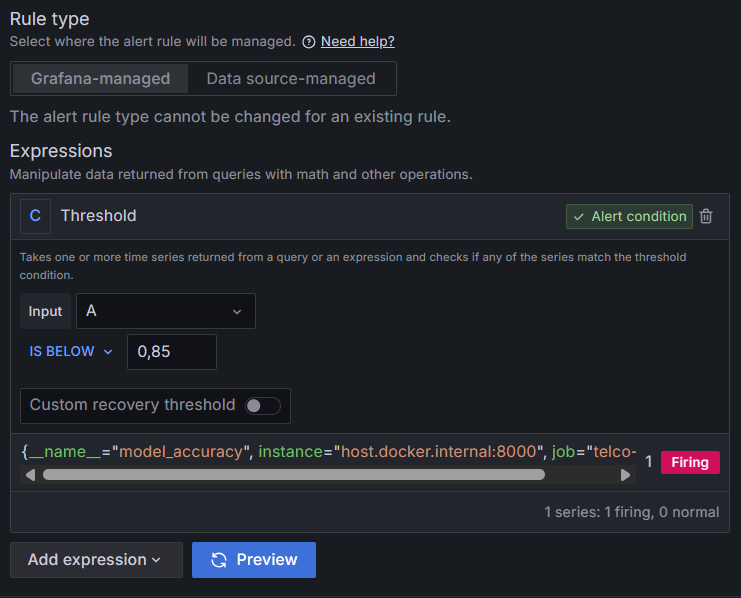 Rule type
Select where the alert rule will be managed. Need help?
Grafana-managed Data source-managed
The alert rule type cannot be changed for an existing rule.
Expressions
Manipulate data returned from queries with math and other operations.
C Threshold Alert condition
Takes one or more time series returned from a query or an expression and checks if any of the series match the threshold
condition.
Input A
IS BELOW 0,85
Custom recovery threshold
{__name__="model_accuracy", instance="host.docker.internal:8000", job="telco- 1 Firing
1 series: 1 firing, 0 normal
Add expression Preview